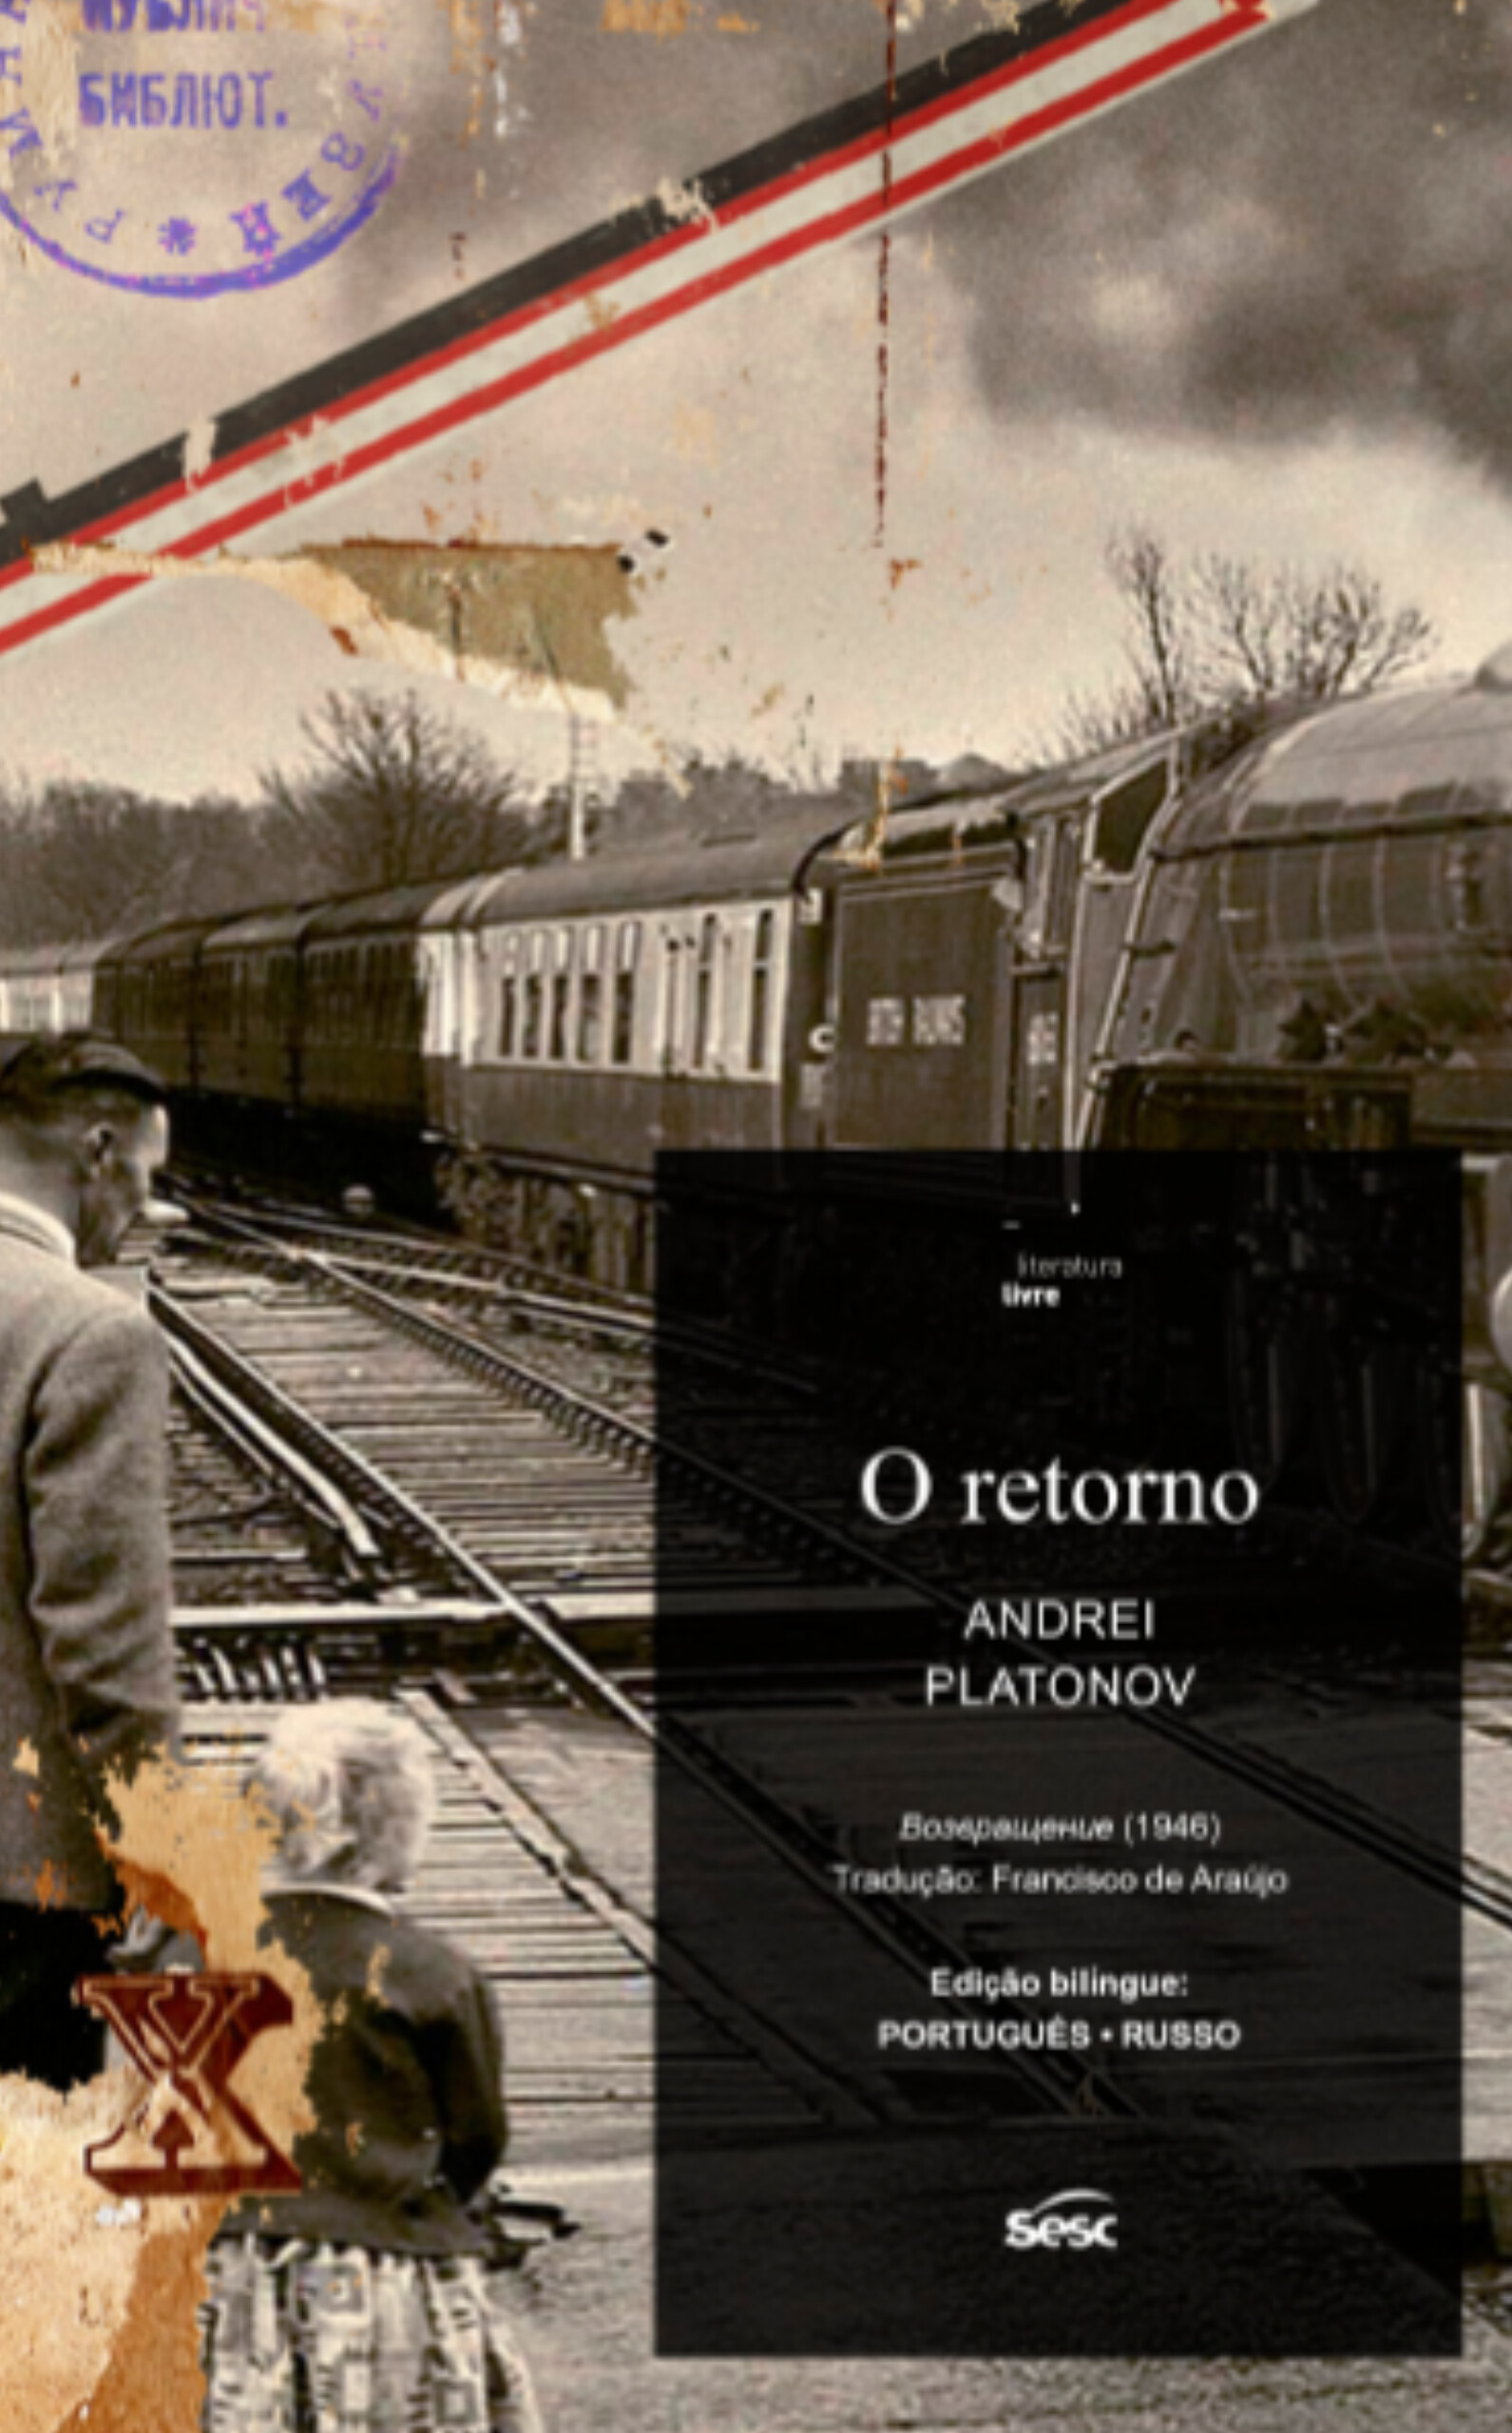 БИБЛЮТ.
literatura
livre
O retorno
ANDREI
PLATONOV
Возвращение (1946)
Tradução: Francisco de Araújo
Edição bilíngue:
PORTUGUÊS • RUSSO
X
Sesc